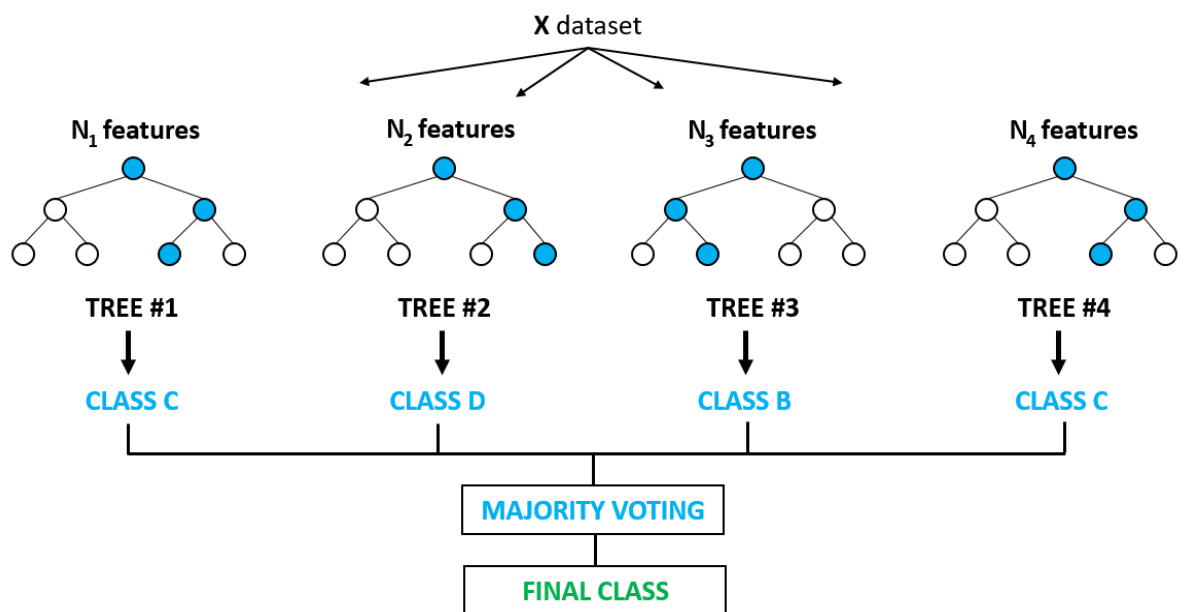 X dataset
N₁ features
N₂ features
N₃ features
N₄ features
TREE #1
TREE #2
TREE #3
TREE #4
CLASS C
CLASS D
CLASS B
CLASS C
MAJORITY VOTING
FINAL CLASS